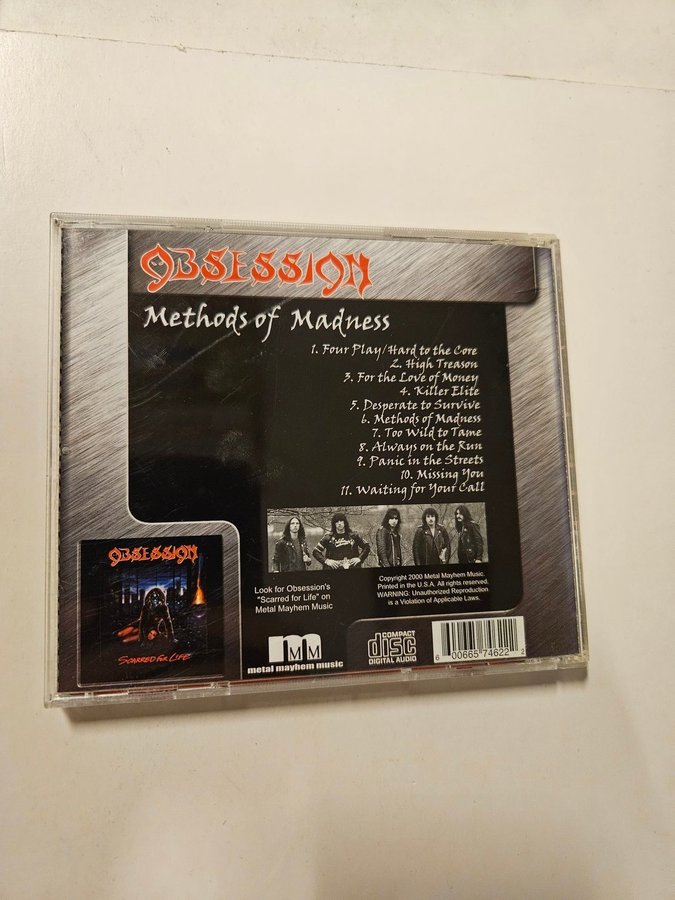 OBSESSION
Methods of Madness
1. Four Play/Hard to the Core
2. High Treason
3. For the Love of Money
4. Killer Elite
5. Desperate to Survive
6. Methods of Madness
7. Too Wild to Tame
8. Always on the Run
9. Panic in the Streets
10. Missing You
11. Waiting for Your Call
OBSESSION
SCARRED FOR LIFE
Look for Obsession's
"Scarred for Life" on
Metal Mayhem Music
mMM
metal mayhem music
Copyright 2000 Metal Mayhem Music.
Printed in the U.S.A. All rights reserved.
WARNING: Unauthorized Reproduction
is a Violation of Applicable Laws.
COMPACT
disc
DIGITAL AUDIO
6 00665 74622 2